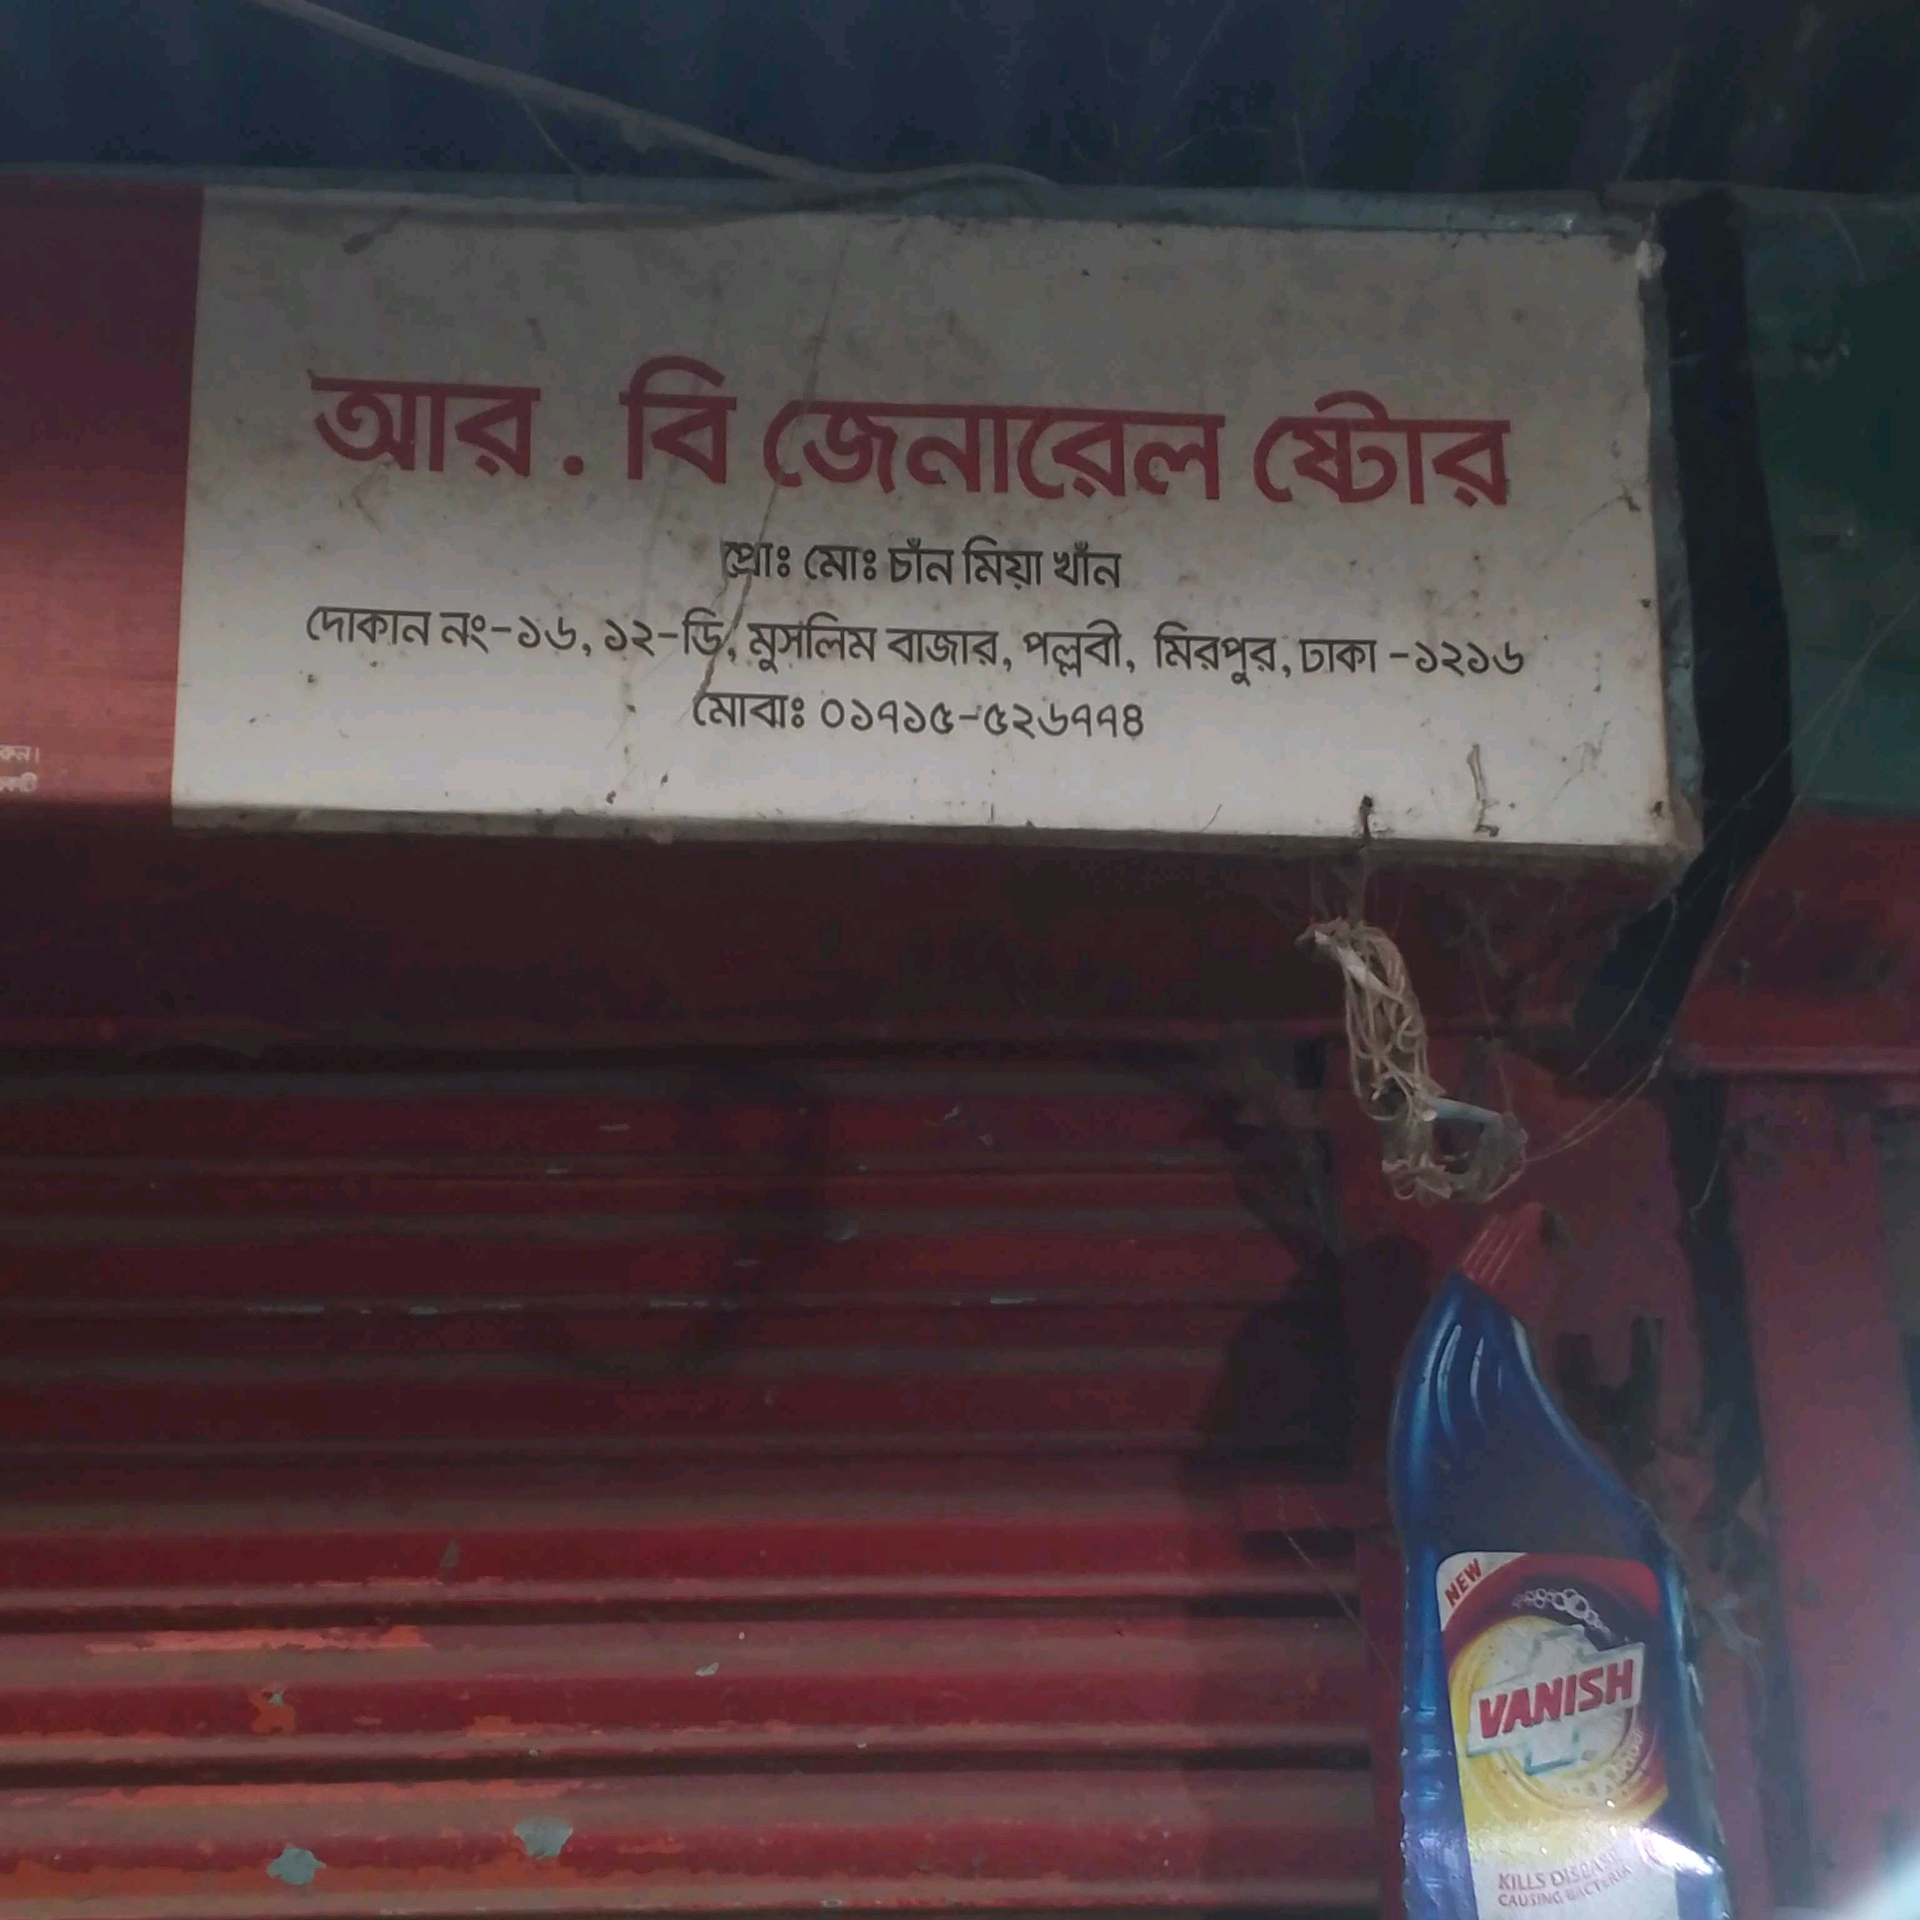 আর . বি জেনারেল ষ্টোর
প্রোঃ মোঃ চাঁন মিয়া খাঁন
দোকান নং-১৬, ১২-ডি, মুসলিম বাজার, পল্লবী, মিরপুর, ঢাকা -১২১৬
মোবাঃ ০১৭১৫-৫২৬৭৭৪
NEW
VANISH
KILLS DISEASE
CAUSING BACTERIA